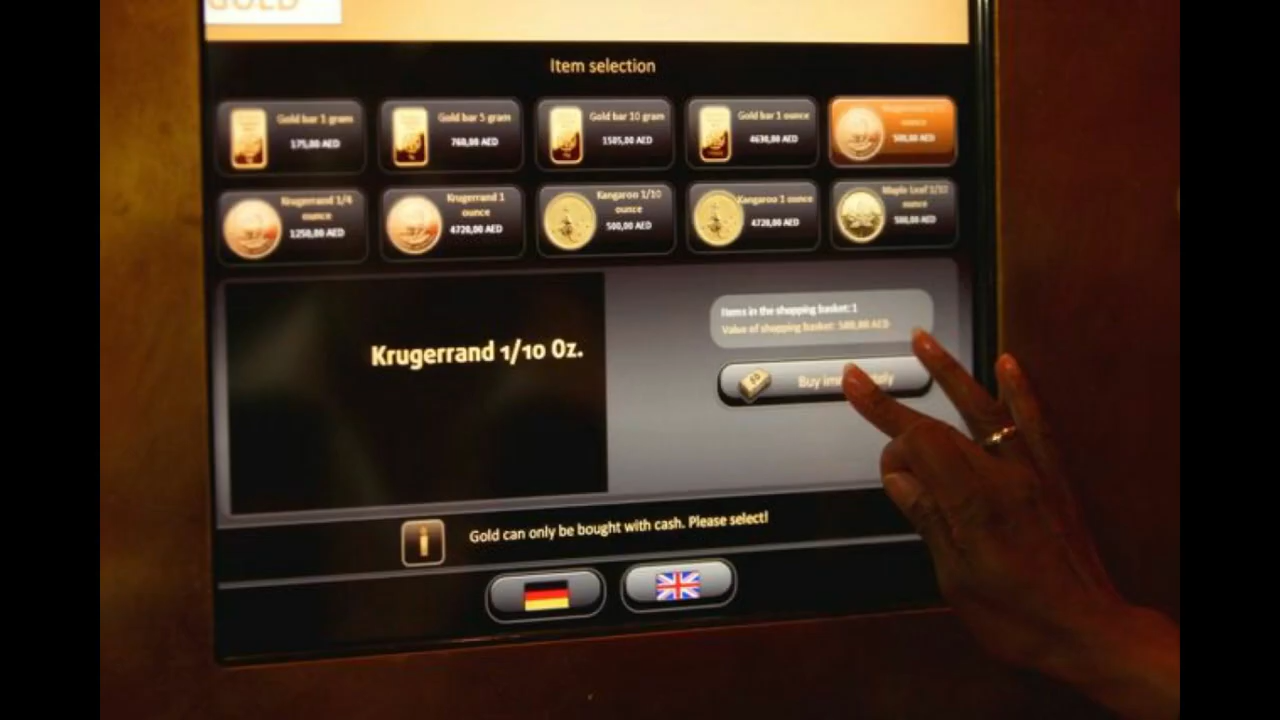 GOLD
Item selection
Gold bar 1 gram
175,00 AED
Gold bar 5 gram
760,00 AED
Gold bar 10 gram
1505,00 AED
Gold bar 1 ounce
4630,00 AED
ounce
500,00 AED
Krugerrand 1/4
ounce
1250,00 AED
Krugerrand 1
ounce
4720,00 AED
Kangaroo 1/10
ounce
500,00 AED
Kangaroo 1 ounce
4720,00 AED
Maple Leaf 1/10
ounce
500,00 AED
Items in the shopping basket:1
Value of shopping basket: 500,00 AED
Krugerrand 1/10 Oz.
Buy
i
Gold can only be bought with cash. Please select!